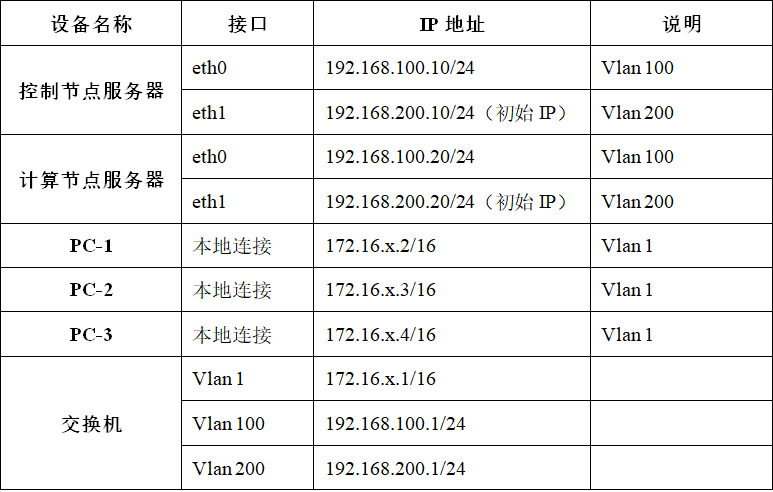 设备名称 接口 IP 地址 说明
控制节点服务器 eth0 192.168.100.10/24 Vlan 100
eth1 192.168.200.10/24（初始 IP） Vlan 200
计算节点服务器 eth0 192.168.100.20/24 Vlan 100
eth1 192.168.200.20/24（初始 IP） Vlan 200
PC-1 本地连接 172.16.x.2/16 Vlan 1
PC-2 本地连接 172.16.x.3/16 Vlan 1
PC-3 本地连接 172.16.x.4/16 Vlan 1
交换机 Vlan 1 172.16.x.1/16
Vlan 100 192.168.100.1/24
Vlan 200 192.168.200.1/24